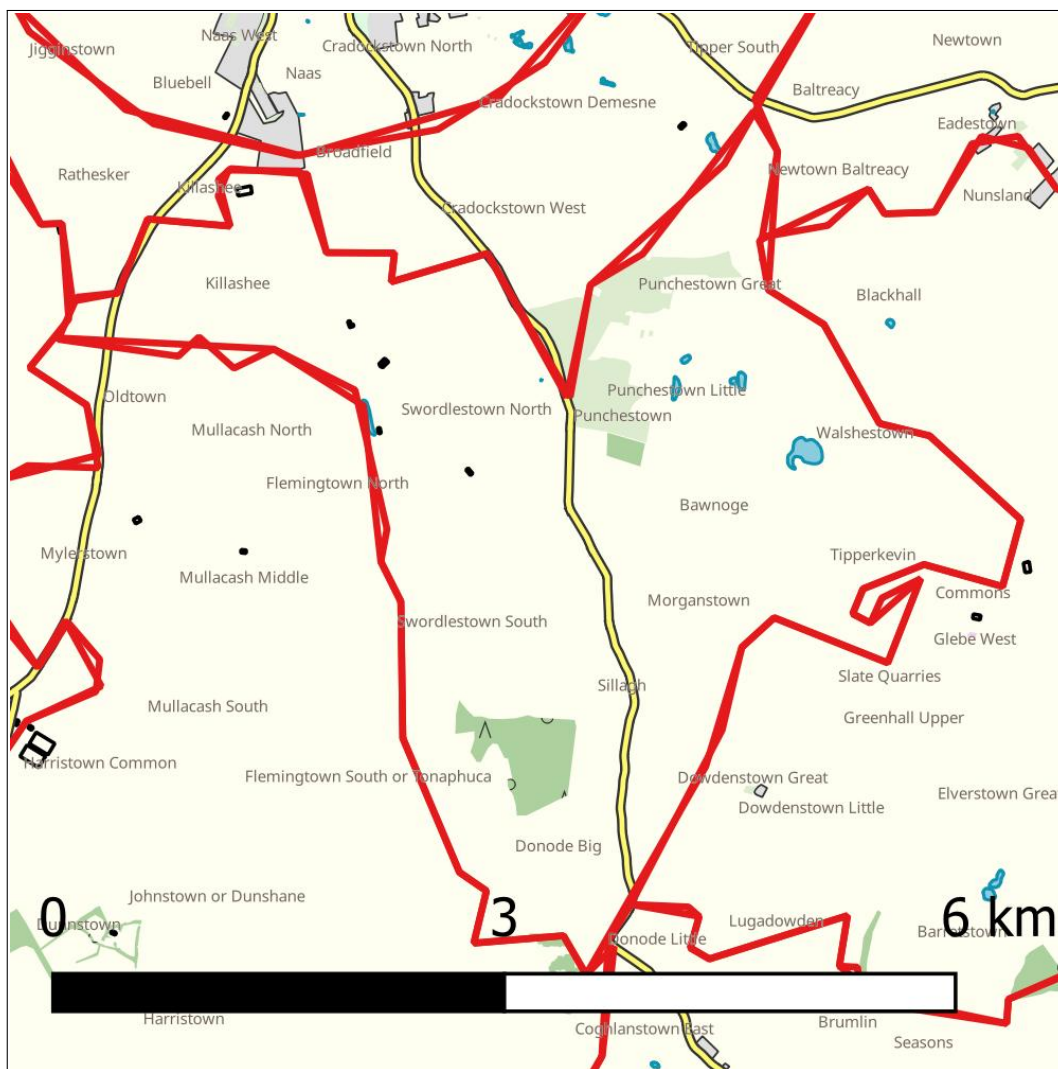 Naas West
Newtown
Jigginstown
Cradockstown North
Tipper South
Naas
Bluebell
Baltreacy
Cradockstown Demesne
Eadestown
Broadfield
Rathesker
Newtown Baltreacy
Killashee
Nunsland
Cradockstown West
Killashee
Punchestown Great
Blackhall
Punchestown Little
Oldtown
Swordlestown North
Punchestown
Mullacash North
Walshestown
Flemingtown North
Bawnoge
Mylerstown
Tipperkevin
Mullacash Middle
Commons
Morganstown
Swordlestown South
Glebe West
Slate Quarries
Sillagh
Mullacash South
Greenhall Upper
Harristown Common
Flemingtown South or Tonaphuca
Dowdenstown Great
Elverstown Great
Dowdenstown Little
Donode Big
Johnstown or Dunshane
0 3 6 km
Dunnstown
Lugadowden
Donode Little
Barretstown
Harristown
Coghlanstown East
Brumlin
Seasons